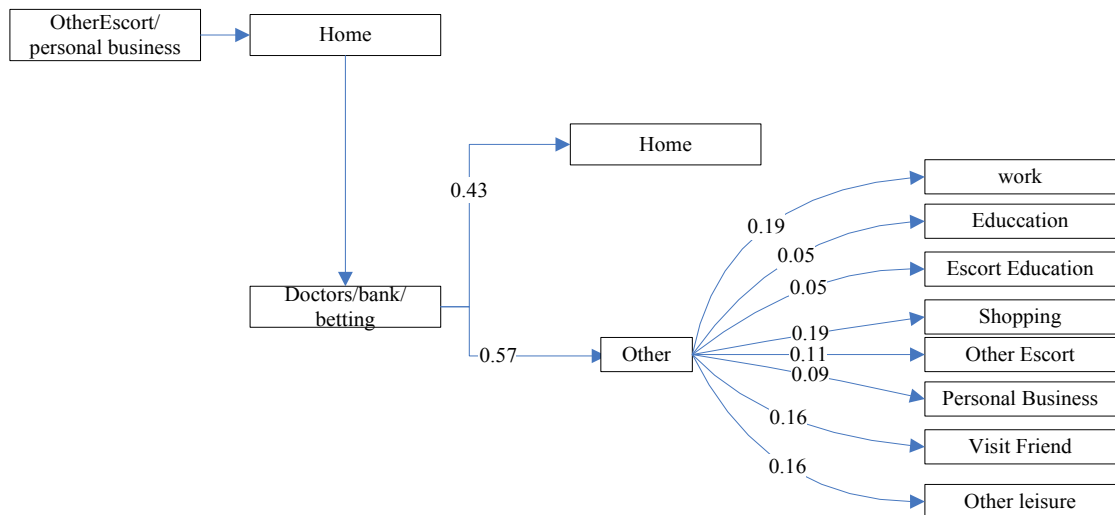 OtherEscort/
personal business
Home
Home
0.43
work
0.19
Educcation
0.05
Escort Education
0.05
Doctors/bank/
betting
Shopping
0.19
0.57
Other
0.11
Other Escort
0.09
Personal Business
0.16
Visit Friend
0.16
Other leisure